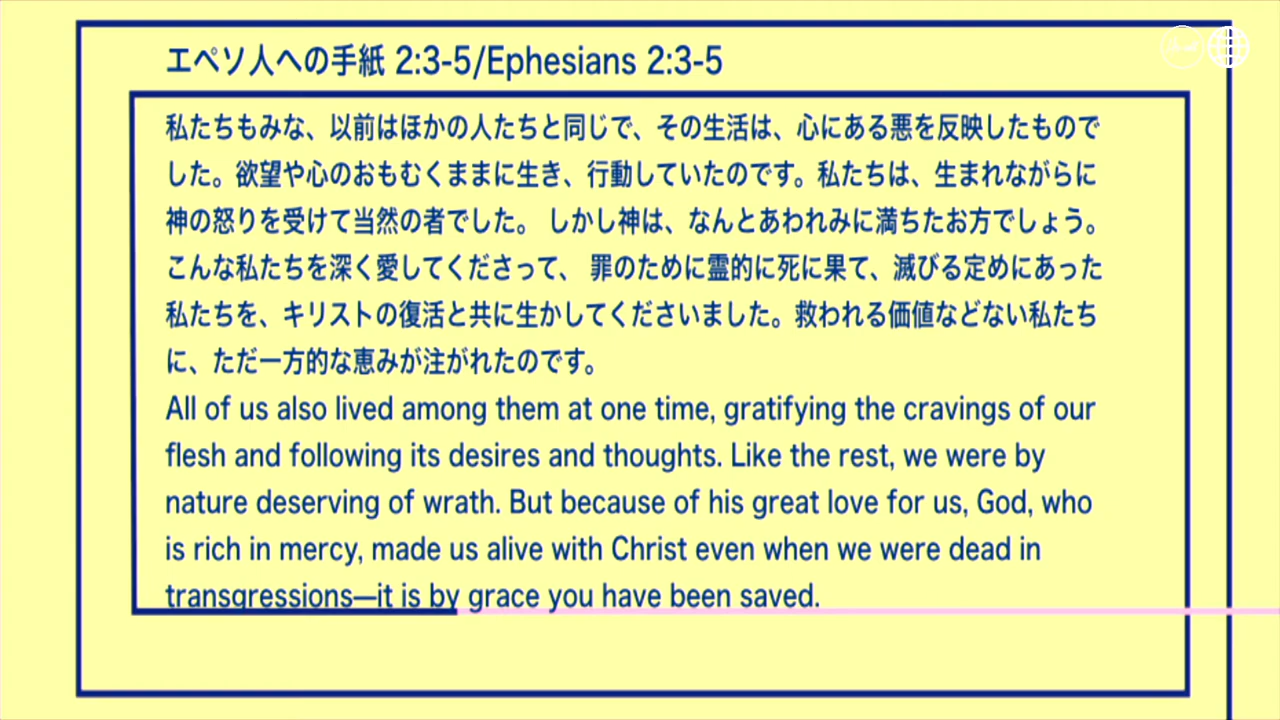 エペソ人への手紙 2:3-5/Ephesians 2:3-5
私たちもみな、以前はほかの人たちと同じで、その生活は、心にある悪を反映したもので
した。欲望や心のおもむくままに生き、行動していたのです。私たちは、生まれながらに
神の怒りを受けて当然の者でした。 しかし神は、なんとあわれみに満ちたお方でしょう。
こんな私たちを深く愛してくださって、 罪のために霊的に死に果て、滅びる定めにあった
私たちを、キリストの復活と共に生かしてくださいました。救われる価値などない私たち
に、ただ一方的な恵みが注がれたのです。
All of us also lived among them at one time, gratifying the cravings of our
flesh and following its desires and thoughts. Like the rest, we were by
nature deserving of wrath. But because of his great love for us, God, who
is rich in mercy, made us alive with Christ even when we were dead in
transgressions—it is by grace you have been saved.